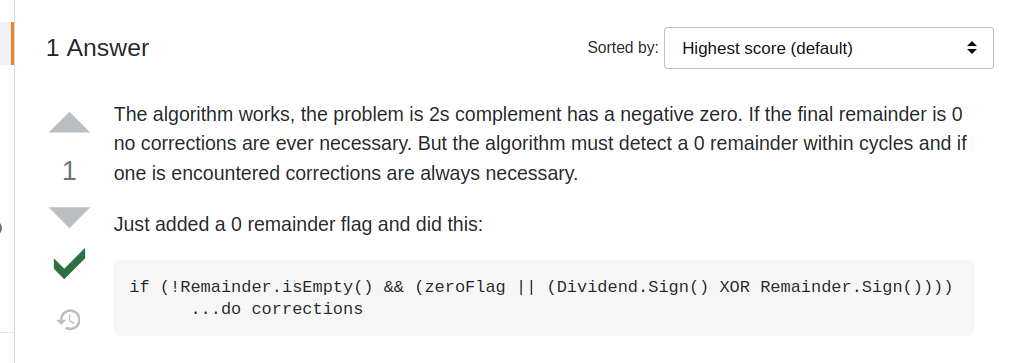 1 Answer
Sorted by: Highest score (default)
The algorithm works, the problem is 2s complement has a negative zero. If the final remainder is 0
no corrections are ever necessary. But the algorithm must detect a 0 remainder within cycles and if
one is encountered corrections are always necessary.
1
Just added a 0 remainder flag and did this:
if (!Remainder.isEmpty() && (zeroFlag || (Dividend.Sign() XOR Remainder.Sign())))
...do corrections